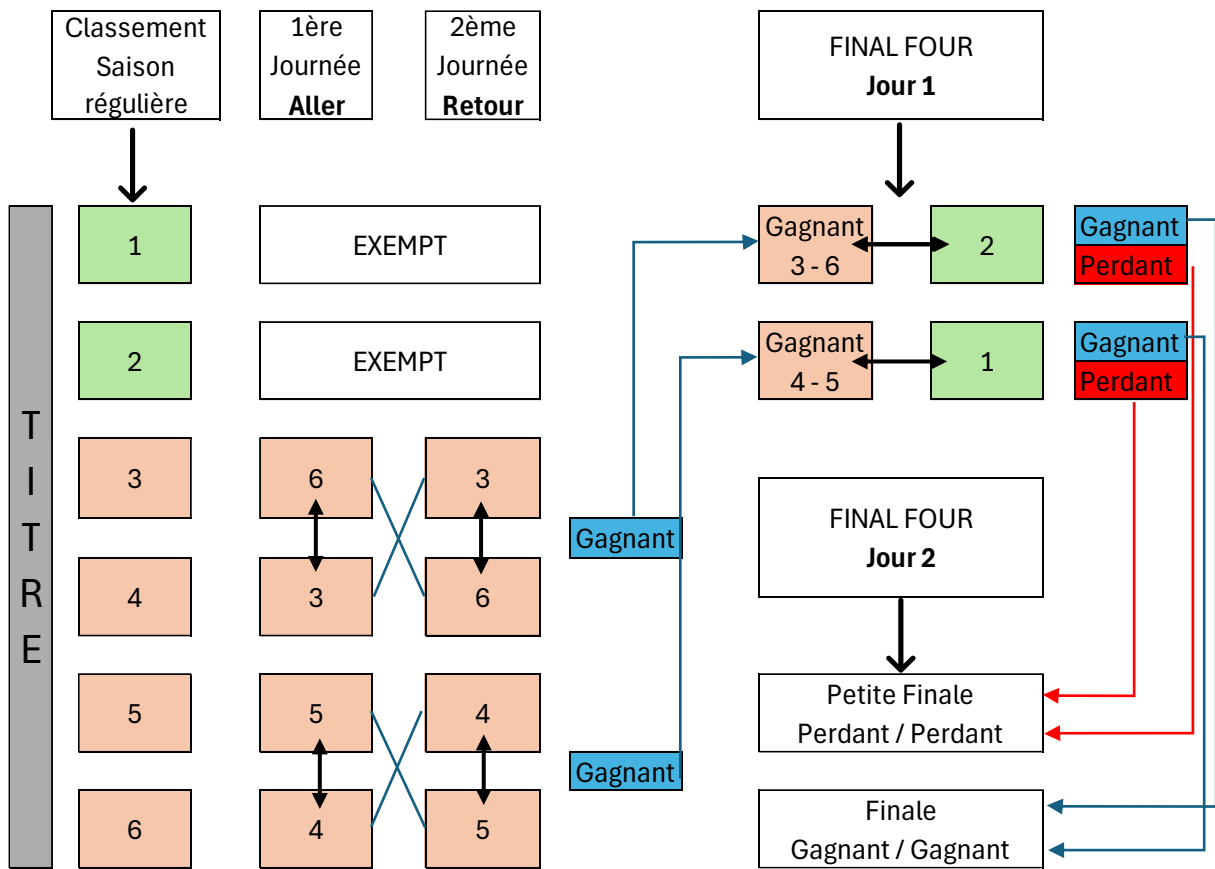 Classement
Saison
régulière
1ère
Journée
Aller
2ème
Journée
Retour
FINAL FOUR
Jour 1
TITRE
1
EXEMPT
2
EXEMPT
3
6
3
4
3
6
5
5
4
6
4
5
Gagnant
Gagnant
Gagnant
3 - 6
2
Gagnant
Perdant
Gagnant
4 - 5
1
Gagnant
Perdant
FINAL FOUR
Jour 2
Petite Finale
Perdant / Perdant
Finale
Gagnant / Gagnant